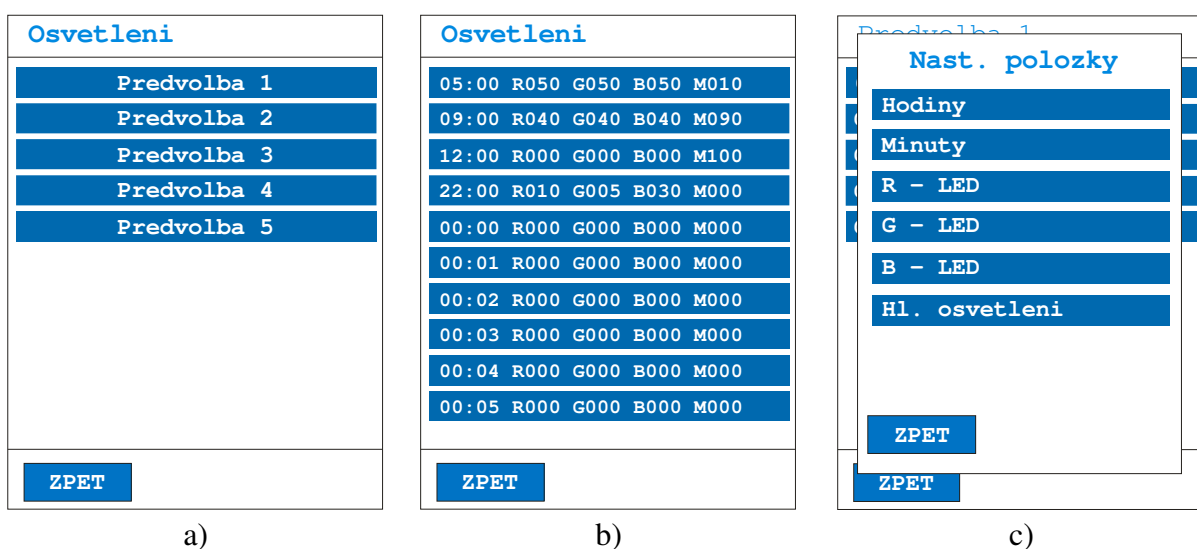 Osvetleni
Predvolba 1
Predvolba 2
Predvolba 3
Predvolba 4
Predvolba 5
ZPET
a)
Osvetleni
05:00 R050 G050 B050 M010
09:00 R040 G040 B040 M090
12:00 R000 G000 B000 M100
22:00 R010 G005 B030 M000
00:00 R000 G000 B000 M000
00:01 R000 G000 B000 M000
00:02 R000 G000 B000 M000
00:03 R000 G000 B000 M000
00:04 R000 G000 B000 M000
00:05 R000 G000 B000 M000
ZPET
b)
Predvolba 1
Nast. polozky
Hodiny
Minuty
R – LED
G – LED
B – LED
Hl. osvetleni
ZPET
ZPET
c)